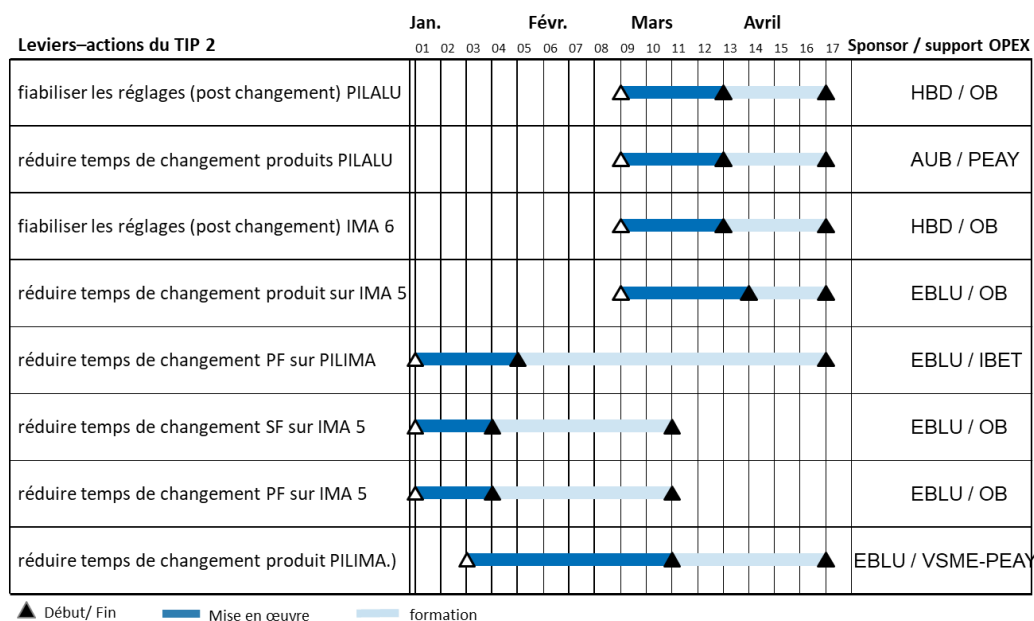 Jan. Févr. Mars Avril
Leviers–actions du TIP 2 01 02 03 04 05 06 07 08 09 10 11 12 13 14 15 16 17 Sponsor / support OPEX
fiabiliser les réglages (post changement) PILALU HBD / OB
réduire temps de changement produits PILALU AUB / PEAY
fiabiliser les réglages (post changement) IMA 6 HBD / OB
réduire temps de changement produit sur IMA 5 EBLU / OB
réduire temps de changement PF sur PILIMA EBLU / IBET
réduire temps de changement SF sur IMA 5 EBLU / OB
réduire temps de changement PF sur IMA 5 EBLU / OB
réduire temps de changement produit PILIMA.) EBLU / VSME-PEAY
Début/ Fin Mise en œuvre formation